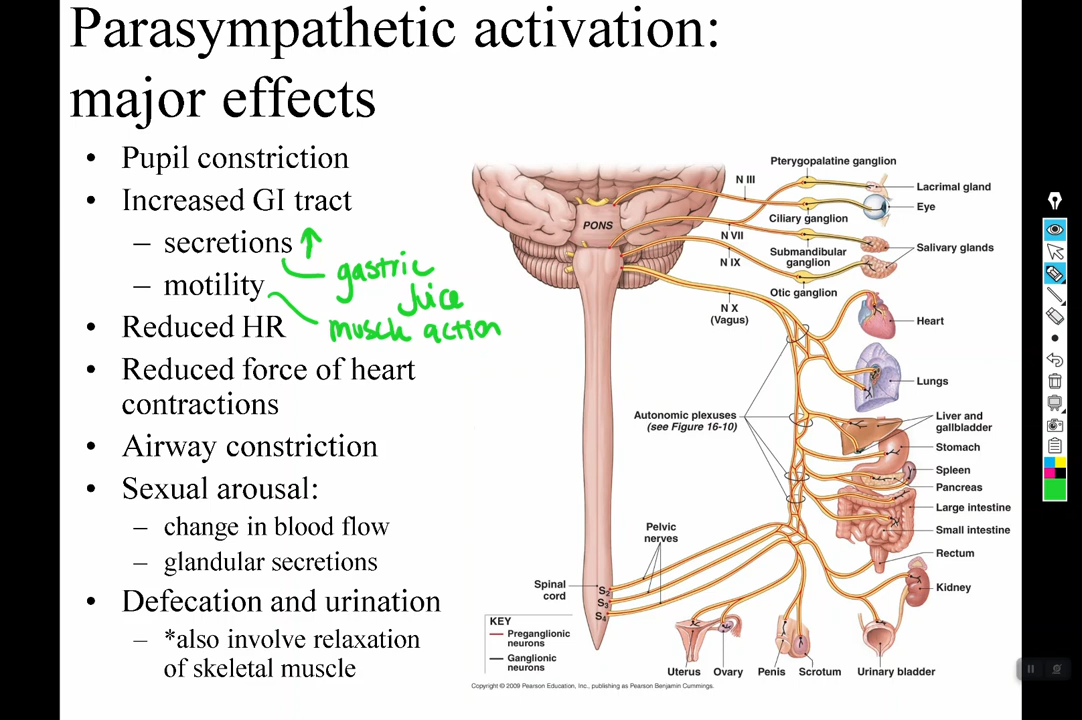 Parasympathetic activation:
major effects
• Pupil constriction
• Increased GI tract
– secretions ↑
gastric
juice
– motility
muscle action
• Reduced HR
• Reduced force of heart
contractions
• Airway constriction
• Sexual arousal:
– change in blood flow
– glandular secretions
• Defecation and urination
– *also involve relaxation
of skeletal muscle
Pterygopalatine ganglion
N III
Lacrimal gland
Eye
PONS
Ciliary ganglion
N VII
Submandibular
ganglion
Salivary glands
N IX
Otic ganglion
N X
(Vagus)
Heart
Lungs
Autonomic plexuses
(see Figure 16-10)
Liver and
gallbladder
Stomach
Spleen
Pancreas
Large intestine
Small intestine
Rectum
Pelvic
nerves
Spinal
cord
S2
S3
S4
Kidney
KEY
Preganglionic
neurons
Ganglionic
neurons
Uterus
Ovary
Penis
Scrotum
Urinary bladder
Copyright © 2009 Pearson Education, Inc., publishing as Pearson Benjamin Cummings.